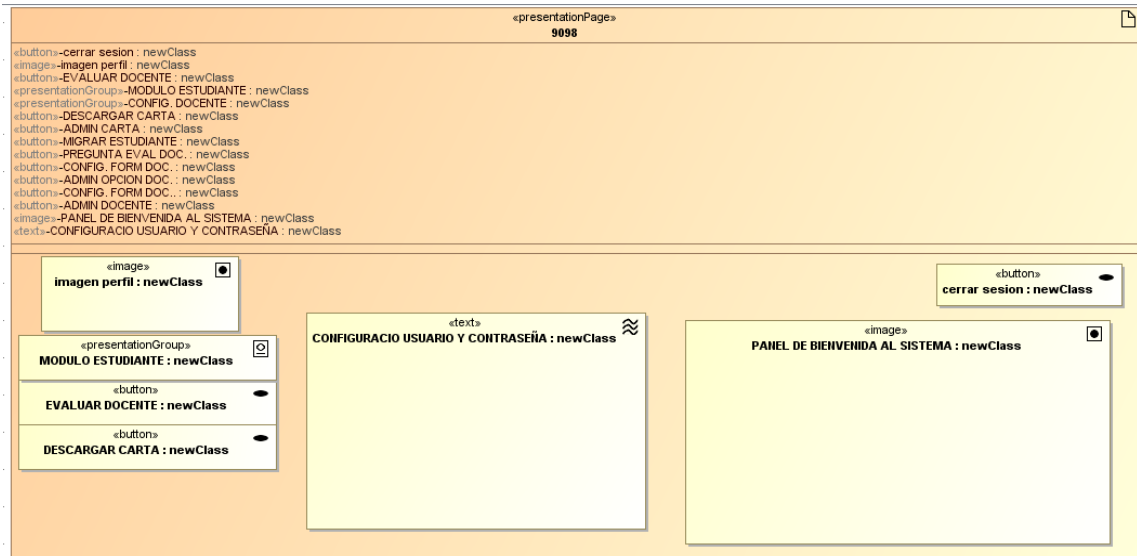 «presentationPage»
9098
«button»-cerrar sesion : newClass
«image»-imagen perfil : newClass
«button»-EVALUAR DOCENTE : newClass
«presentationGroup»-MODULO ESTUDIANTE : newClass
«presentationGroup»-CONFIG. DOCENTE : newClass
«button»-DESCARGAR CARTA : newClass
«button»-ADMIN CARTA : newClass
«button»-MIGRAR ESTUDIANTE : newClass
«button»-PREGUNTA EVAL DOC. : newClass
«button»-CONFIG. FORM DOC. : newClass
«button»-ADMIN OPCION DOC. : newClass
«button»-CONFIG. FORM DOC.. : newClass
«button»-ADMIN DOCENTE : newClass
«image»-PANEL DE BIENVENIDA AL SISTEMA : newClass
«text»-CONFIGURACIO USUARIO Y CONTRASEÑA : newClass
«image»
imagen perfil : newClass
«button»
cerrar sesion : newClass
«presentationGroup»
MODULO ESTUDIANTE : newClass
«button»
EVALUAR DOCENTE : newClass
«button»
DESCARGAR CARTA : newClass
«text»
CONFIGURACIO USUARIO Y CONTRASEÑA : newClass
«image»
PANEL DE BIENVENIDA AL SISTEMA : newClass